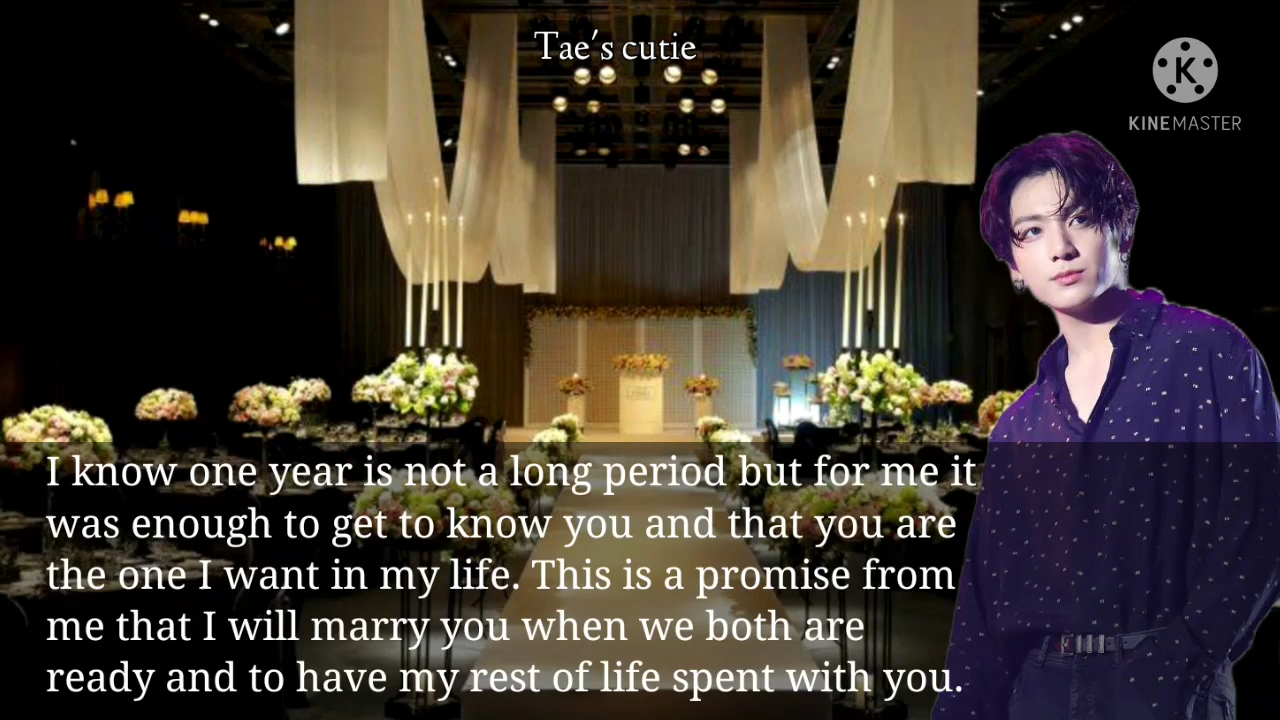 Tae's cutie
K
KINEMASTER
I know one year is not a long period but for me it
was enough to get to know you and that you are
the one I want in my life. This is a promise from
me that I will marry you when we both are
ready and to have my rest of life spent with you.